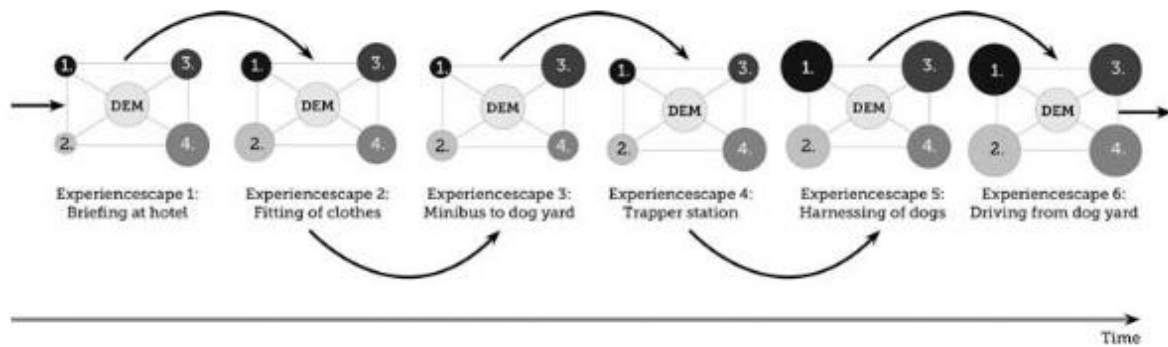 1. 3. 1. 3. 1. 3. 1. 3. 1. 3. 1. 3.
DEM DEM DEM DEM DEM DEM
2. 4. 2. 4. 2. 4. 2. 4. 2. 4. 2. 4.
Experiencescape 1:
Briefing at hotel
Experiencescape 2:
Fitting of clothes
Experiencescape 3:
Minibus to dog yard
Experiencescape 4:
Trapper station
Experiencescape 5:
Harnessing of dogs
Experiencescape 6:
Driving from dog yard
Time